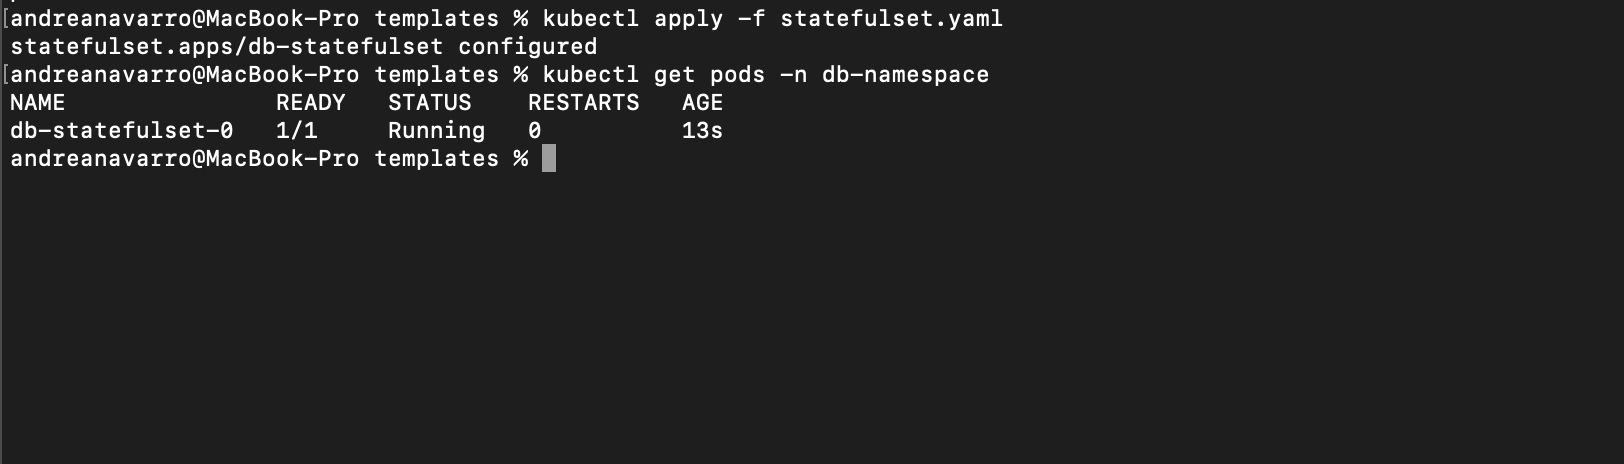 [andreanavarro@MacBook-Pro templates % kubectl apply -f statefulset.yaml
statefulset.apps/db-statefulset configured
[andreanavarro@MacBook-Pro templates % kubectl get pods -n db-namespace
NAME                READY   STATUS    RESTARTS   AGE
db-statefulset-0   1/1     Running   0          13s
andreanavarro@MacBook-Pro templates %